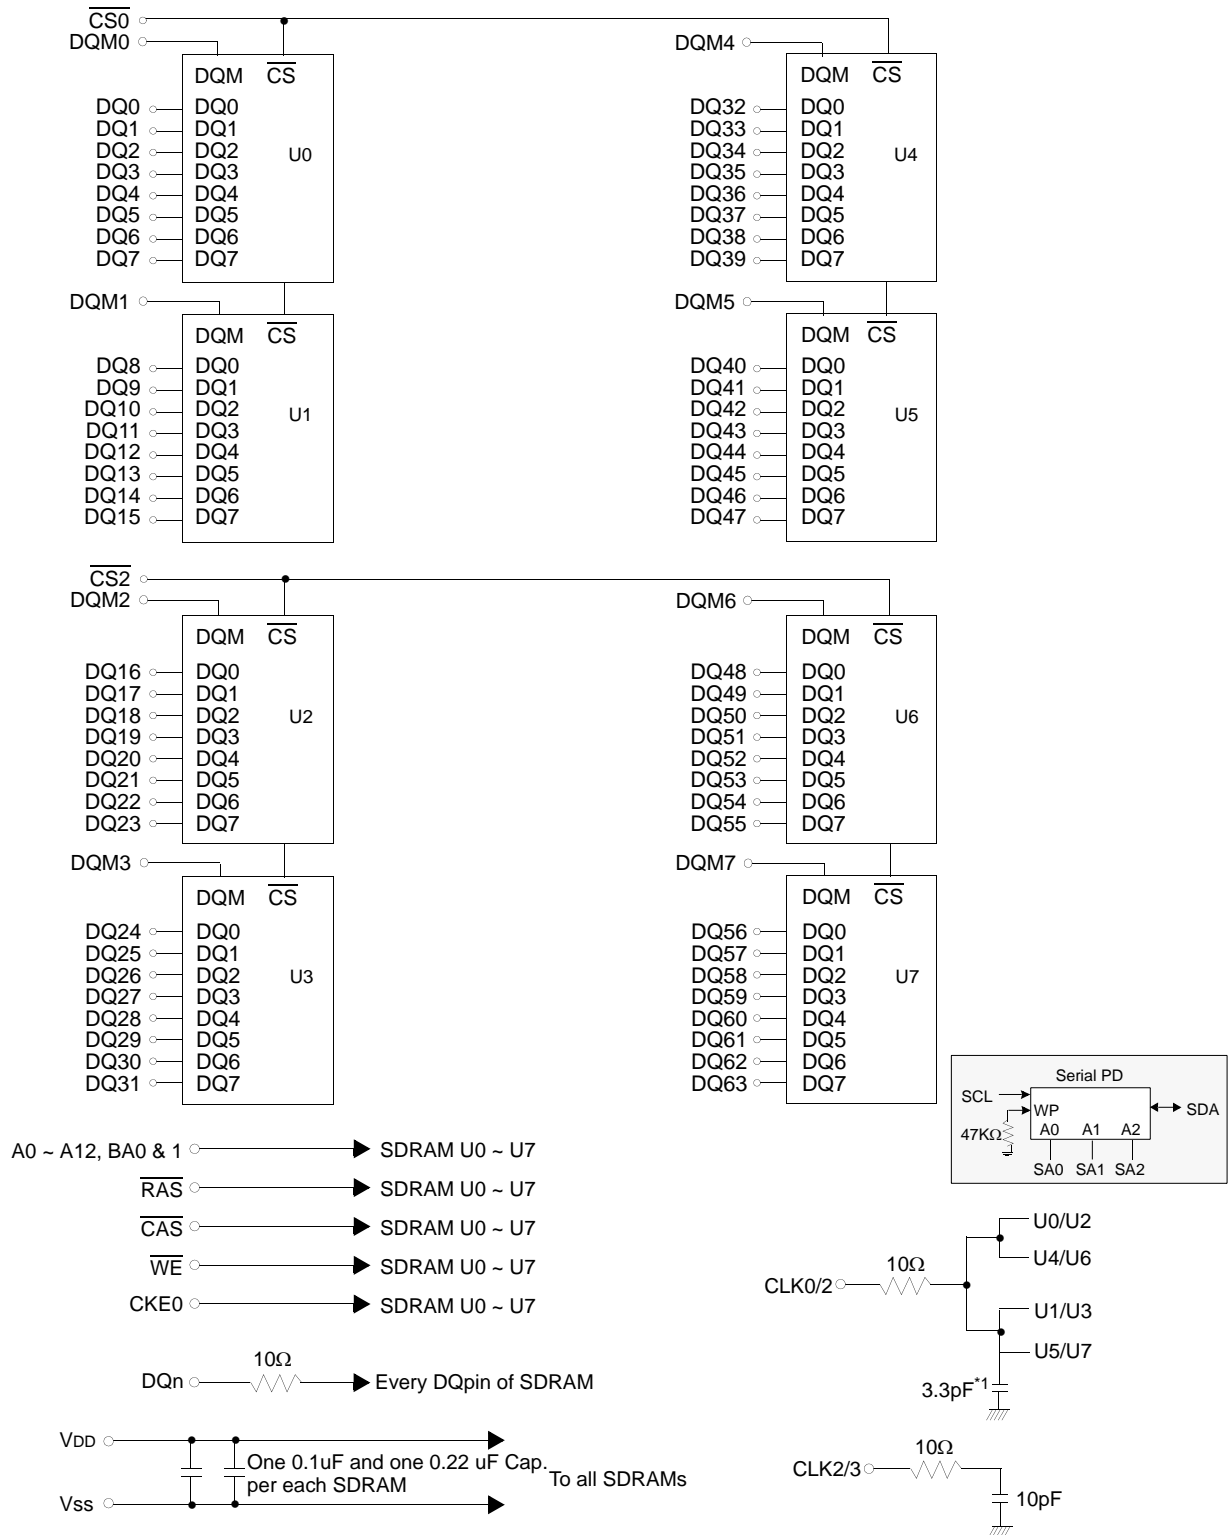 CS0
DQM0
DQM CS
DQ0 DQ0
DQ1 DQ1
DQ2 DQ2
DQ3 DQ3
DQ4 DQ4
DQ5 DQ5
DQ6 DQ6
DQ7 DQ7
U0
DQM1
DQM CS
DQ8 DQ0
DQ9 DQ1
DQ10 DQ2
DQ11 DQ3
DQ12 DQ4
DQ13 DQ5
DQ14 DQ6
DQ15 DQ7
U1
DQM4
DQM CS
DQ32 DQ0
DQ33 DQ1
DQ34 DQ2
DQ35 DQ3
DQ36 DQ4
DQ37 DQ5
DQ38 DQ6
DQ39 DQ7
U4
DQM5
DQM CS
DQ40 DQ0
DQ41 DQ1
DQ42 DQ2
DQ43 DQ3
DQ44 DQ4
DQ45 DQ5
DQ46 DQ6
DQ47 DQ7
U5
CS2
DQM2
DQM CS
DQ16 DQ0
DQ17 DQ1
DQ18 DQ2
DQ19 DQ3
DQ20 DQ4
DQ21 DQ5
DQ22 DQ6
DQ23 DQ7
U2
DQM3
DQM CS
DQ24 DQ0
DQ25 DQ1
DQ26 DQ2
DQ27 DQ3
DQ28 DQ4
DQ29 DQ5
DQ30 DQ6
DQ31 DQ7
U3
DQM6
DQM CS
DQ48 DQ0
DQ49 DQ1
DQ50 DQ2
DQ51 DQ3
DQ52 DQ4
DQ53 DQ5
DQ54 DQ6
DQ55 DQ7
U6
DQM7
DQM CS
DQ56 DQ0
DQ57 DQ1
DQ58 DQ2
DQ59 DQ3
DQ60 DQ4
DQ61 DQ5
DQ62 DQ6
DQ63 DQ7
U7
Serial PD
SCL
WP
SDA
47KΩ
A0 A1 A2
SA0 SA1 SA2
A0 ~ A12, BA0 & 1 SDRAM U0 ~ U7
RAS SDRAM U0 ~ U7
CAS SDRAM U0 ~ U7
WE SDRAM U0 ~ U7
CKE0 SDRAM U0 ~ U7
10Ω
DQn Every DQpin of SDRAM
VDD
One 0.1uF and one 0.22 uF Cap.
per each SDRAM
To all SDRAMs
Vss
U0/U2
U4/U6
10Ω
CLK0/2
U1/U3
U5/U7
3.3pF*1
10Ω
CLK2/3
10pF